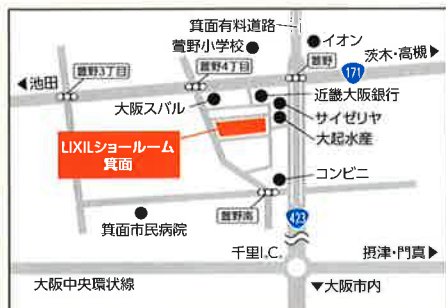 箕面有料道路
イオン
萱野小学校
茨木・高槻▶
萱野3丁目
萱野4丁目
萱野
171
◀池田
大阪スバル
近畿大阪銀行
サイゼリヤ
大起水産
LIXILショールーム
箕面
コンビニ
萱野南
箕面市民病院
423
千里I.C.
摂津・門真▶
大阪中央環状線
▼大阪市内